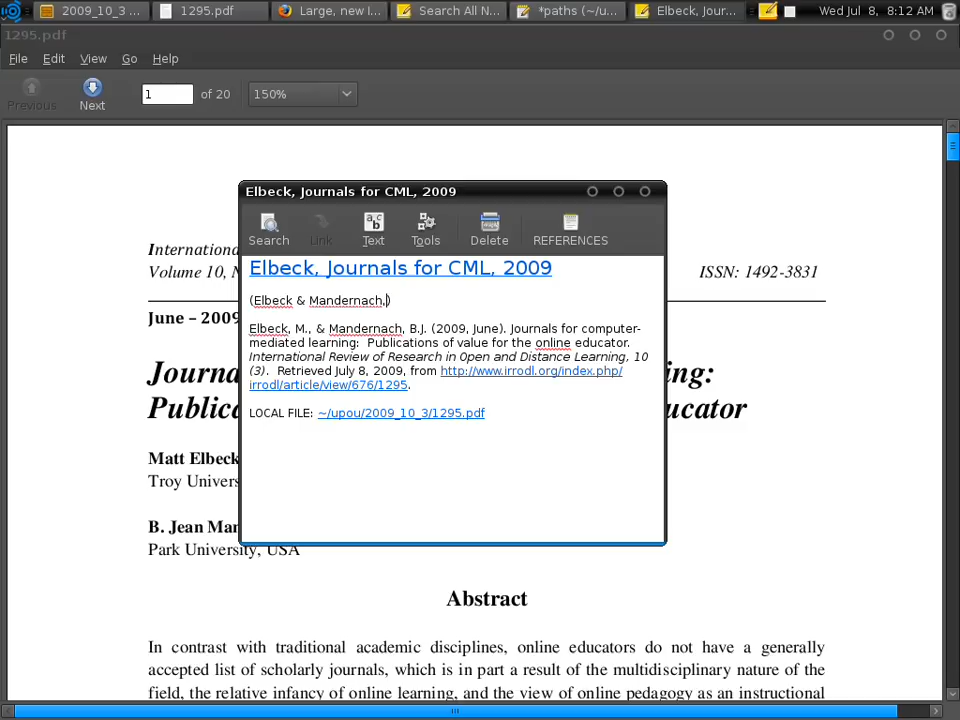 2009_10_3 ...
1295.pdf
Large, new I...
Search All N...
*paths (~/u...
Elbeck, Jour...
Wed Jul 8, 8:12 AM
1295.pdf
File Edit View Go Help
Previous Next 1 of 20 150%
International
Volume 10, N
ISSN: 1492-3831
June – 2009
Journa
ing:
Publica
ucator
Matt Elbeck
Troy Univers
B. Jean Man
Park University, USA
Abstract
In contrast with traditional academic disciplines, online educators do not have a generally
accepted list of scholarly journals, which is in part a result of the multidisciplinary nature of the
field, the relative infancy of online learning, and the view of online pedagogy as an instructional
Elbeck, Journals for CML, 2009
Search Link Text Tools Delete REFERENCES
Elbeck, Journals for CML, 2009
(Elbeck & Mandernach,)
Elbeck, M., & Mandernach, B.J. (2009, June). Journals for computer-
mediated learning: Publications of value for the online educator.
International Review of Research in Open and Distance Learning, 10
(3). Retrieved July 8, 2009, from http://www.irrodl.org/index.php/
irrodl/article/view/676/1295.
LOCAL FILE: ~/upou/2009_10_3/1295.pdf